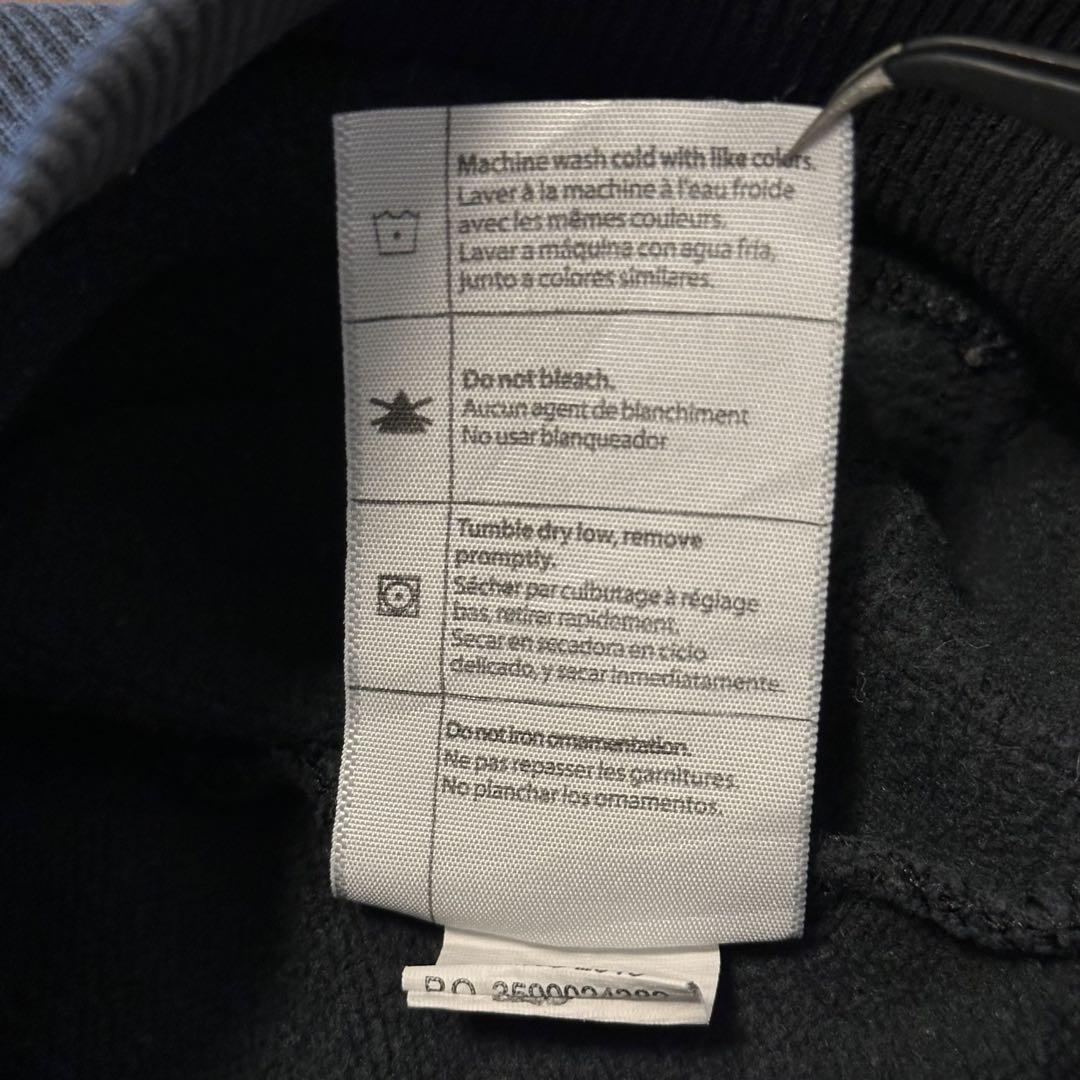 Machine wash cold with like colors.
Laver à la machine à l'eau froide
avec les mêmes couleurs.
Lavar a máquina con agua fría,
junto a colores similares.
Do not bleach.
Aucun agent de blanchiment
No usar blanqueador
Tumble dry low, remove
promptly.
Sécher par culbutage à réglage
bas, retirer rapidement.
Secar en secadora en ciclo
delicado, y secar inmediatamente.
Do not iron ornamentation.
Ne pas repasser les garnitures.
No planchar los ornamentos.